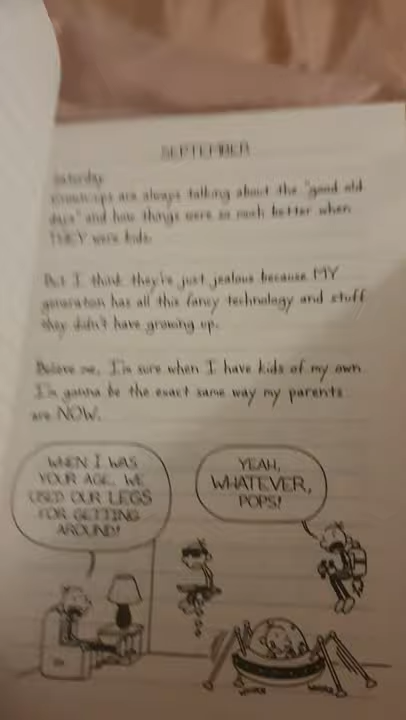 SEPTEMBER
Saturday
Grown-ups are always talking about the "good old
days" and how things were so much better when
THEY were kids.
But I think they're just jealous because MY
generation has all this fancy technology and stuff
they didn't have growing up.
Believe me, I'm sure when I have kids of my own
I'm gonna be the exact same way my parents
are NOW.
WHEN I WAS
YOUR AGE, WE
USED OUR LEGS
FOR GETTING
AROUND!
YEAH,
WHATEVER,
POPS!